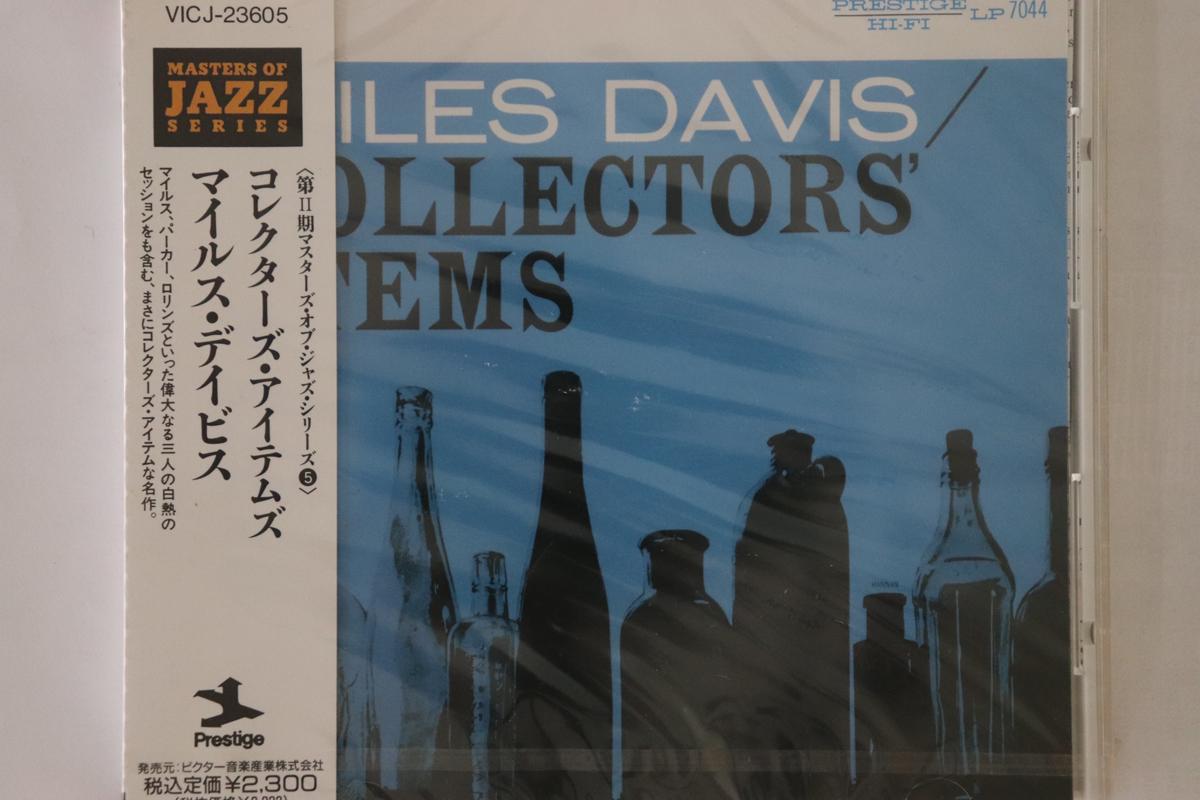 VICJ-23605
MASTERS OF
JAZZ
SERIES
〈第II期マスターズ・オブ・ジャズ・シリーズ❺〉
コレクターズ・アイテムズ
マイルス・デイビス
マイルス、パーカー、ロリンズといった偉大なる三人の白熱の
セッションをも含む、まさにコレクターズ・アイテムな名作。
Prestige
発売元:ビクター音楽産業株式会社
税込定価¥2,300
PRESTIGE LP 7044
HI-FI
ILES DAVIS/
OLLECTORS'
TEMS